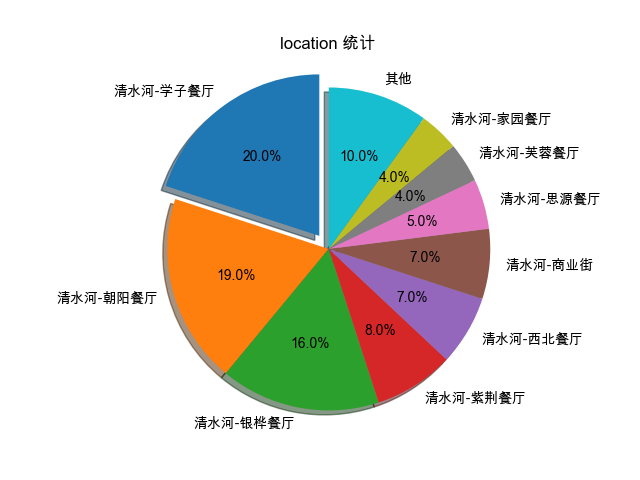 location 统计
其他
清水河-学子餐厅
清水河-家园餐厅
清水河-芙蓉餐厅
20.0%
10.0%
4.0%
4.0%
清水河-思源餐厅
5.0%
7.0%
清水河-商业街
19.0%
清水河-朝阳餐厅
7.0%
8.0%
清水河-西北餐厅
16.0%
清水河-紫荆餐厅
清水河-银桦餐厅